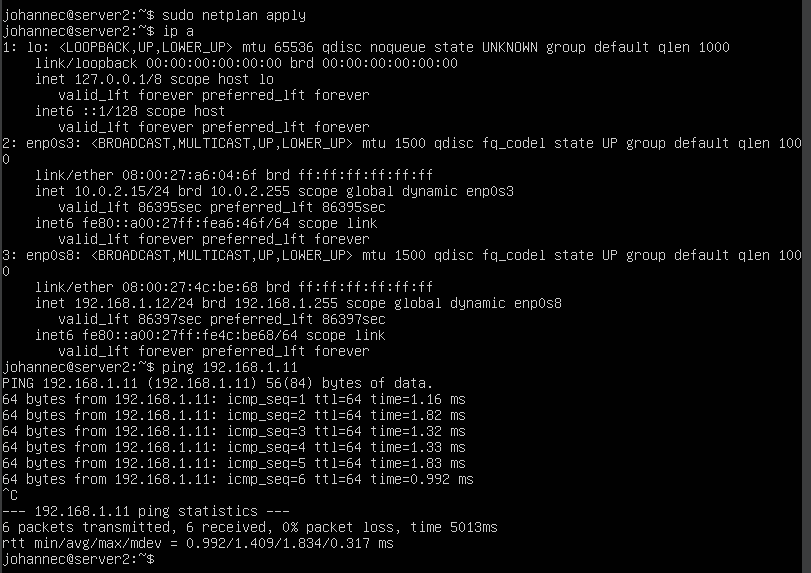 johannec@server2:~$ sudo netplan apply
johannec@server2:~$ ip a
1: lo: <LOOPBACK,UP,LOWER_UP> mtu 65536 qdisc noqueue state UNKNOWN group default qlen 1000
    link/loopback 00:00:00:00:00:00 brd 00:00:00:00:00:00
    inet 127.0.0.1/8 scope host lo
       valid_lft forever preferred_lft forever
    inet6 ::1/128 scope host
       valid_lft forever preferred_lft forever
2: enp0s3: <BROADCAST,MULTICAST,UP,LOWER_UP> mtu 1500 qdisc fq_codel state UP group default qlen 100
0
    link/ether 08:00:27:a6:04:6f brd ff:ff:ff:ff:ff:ff
    inet 10.0.2.15/24 brd 10.0.2.255 scope global dynamic enp0s3
       valid_lft 86395sec preferred_lft 86395sec
    inet6 fe80::a00:27ff:fea6:46f/64 scope link
       valid_lft forever preferred_lft forever
3: enp0s8: <BROADCAST,MULTICAST,UP,LOWER_UP> mtu 1500 qdisc fq_codel state UP group default qlen 100
0
    link/ether 08:00:27:4c:be:68 brd ff:ff:ff:ff:ff:ff
    inet 192.168.1.12/24 brd 192.168.1.255 scope global dynamic enp0s8
       valid_lft 86397sec preferred_lft 86397sec
    inet6 fe80::a00:27ff:fe4c:be68/64 scope link
       valid_lft forever preferred_lft forever
johannec@server2:~$ ping 192.168.1.11
PING 192.168.1.11 (192.168.1.11) 56(84) bytes of data.
64 bytes from 192.168.1.11: icmp_seq=1 ttl=64 time=1.16 ms
64 bytes from 192.168.1.11: icmp_seq=2 ttl=64 time=1.82 ms
64 bytes from 192.168.1.11: icmp_seq=3 ttl=64 time=1.32 ms
64 bytes from 192.168.1.11: icmp_seq=4 ttl=64 time=1.33 ms
64 bytes from 192.168.1.11: icmp_seq=5 ttl=64 time=1.83 ms
64 bytes from 192.168.1.11: icmp_seq=6 ttl=64 time=0.992 ms
^C
--- 192.168.1.11 ping statistics ---
6 packets transmitted, 6 received, 0% packet loss, time 5013ms
rtt min/avg/max/mdev = 0.992/1.409/1.834/0.317 ms
johannec@server2:~$